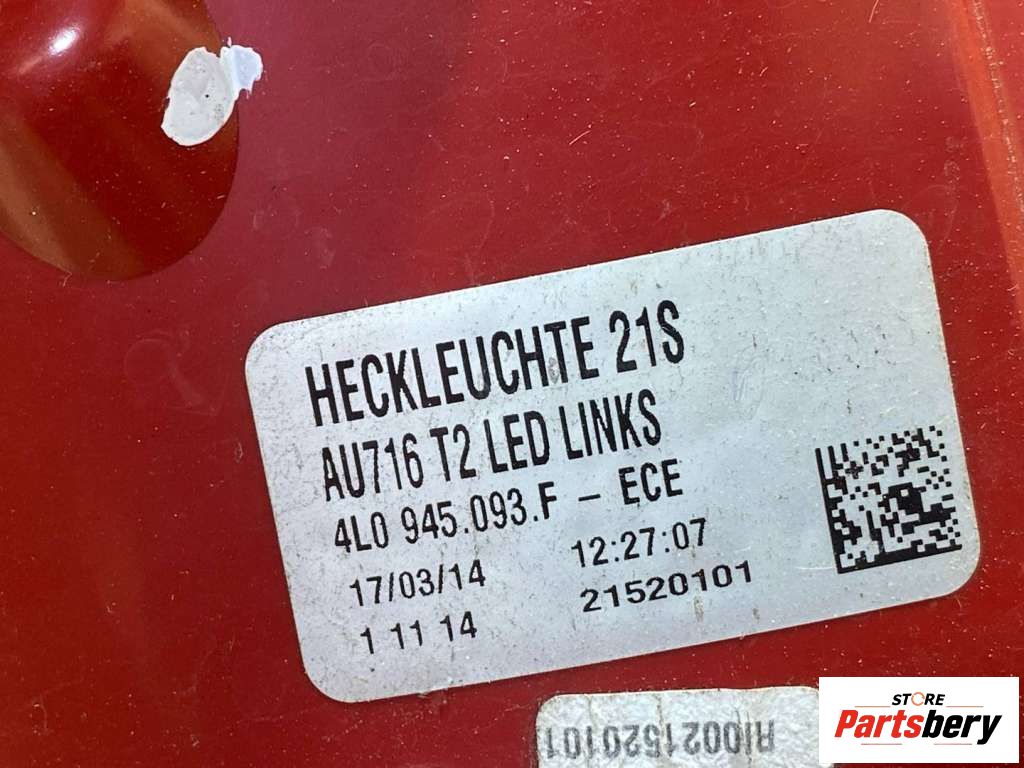 HECKLEUCHTE 21S
AU716 T2 LED LINKS
4L0 945.093.F - ECE
17/03/14 12:27:07
1 11 14 21520101
RI0021520101
STORE
Partsbery